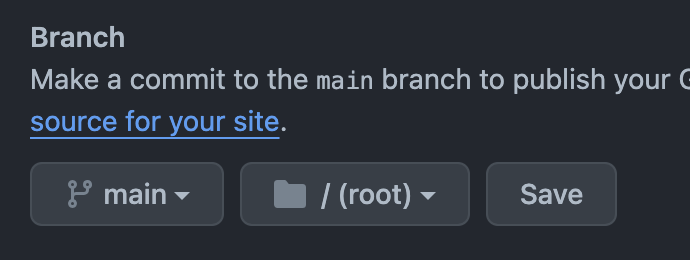 Branch
Make a commit to the main branch to publish your
source for your site.
main / (root) Save